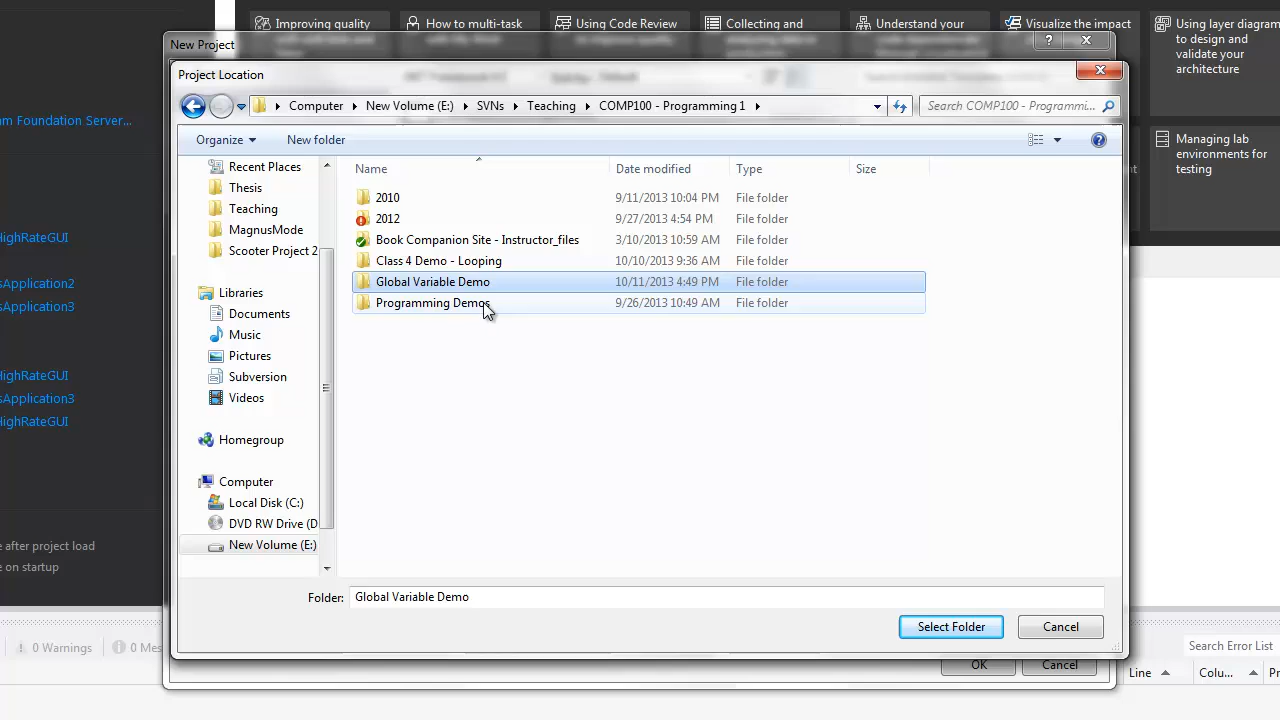 Improving quality
How to multi-task
Using Code Review
Collecting and
Understand your
Visualize the impact
Using layer diagram
to design and
validate your
architecture
New Project
Project Location
Computer
New Volume (E:)
SVNs
Teaching
COMP100 - Programming 1
Search COMP100 - Programmi...
am Foundation Server...
Organize
New folder
Managing lab
environments for
testing
Name
Date modified
Type
Size
Recent Places
Thesis
Teaching
MagnusMode
Scooter Project 2
Libraries
Documents
Music
Pictures
Subversion
Videos
Homegroup
Computer
Local Disk (C:)
DVD RW Drive (D
New Volume (E:)
2010 9/11/2013 10:04 PM File folder
2012 9/27/2013 4:54 PM File folder
Book Companion Site - Instructor_files 3/10/2013 10:59 AM File folder
Class 4 Demo - Looping 10/10/2013 9:36 AM File folder
Global Variable Demo 10/11/2013 4:49 PM File folder
Programming Demos 9/26/2013 10:49 AM File folder
HighRateGUI
sApplication2
sApplication3
HighRateGUI
sApplication3
HighRateGUI
e after project load
e on startup
Folder: Global Variable Demo
Select Folder
Cancel
OK
Cancel
0 Warnings
0 Mes
Search Error List
Line
Colu...
Pr